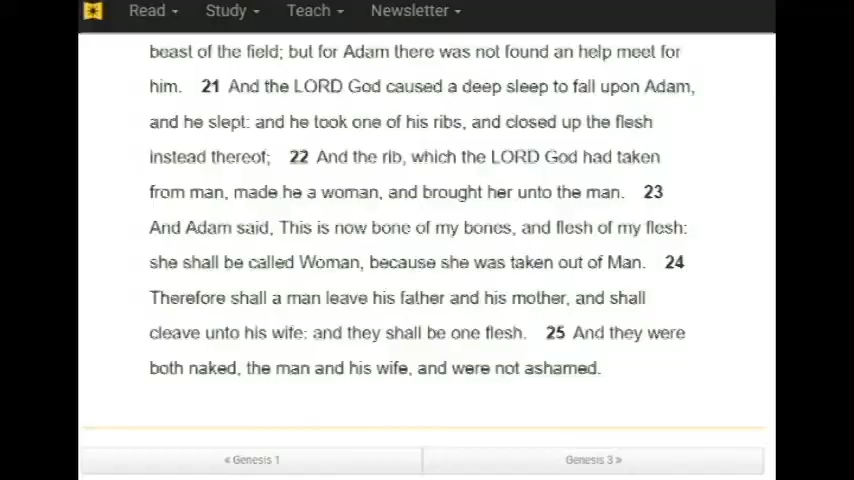 Read Study Teach Newsletter
beast of the field; but for Adam there was not found an help meet for
him. 21 And the LORD God caused a deep sleep to fall upon Adam,
and he slept: and he took one of his ribs, and closed up the flesh
instead thereof; 22 And the rib, which the LORD God had taken
from man, made he a woman, and brought her unto the man. 23
And Adam said, This is now bone of my bones, and flesh of my flesh:
she shall be called Woman, because she was taken out of Man. 24
Therefore shall a man leave his father and his mother, and shall
cleave unto his wife: and they shall be one flesh. 25 And they were
both naked, the man and his wife, and were not ashamed.
« Genesis 1 Genesis 3 »